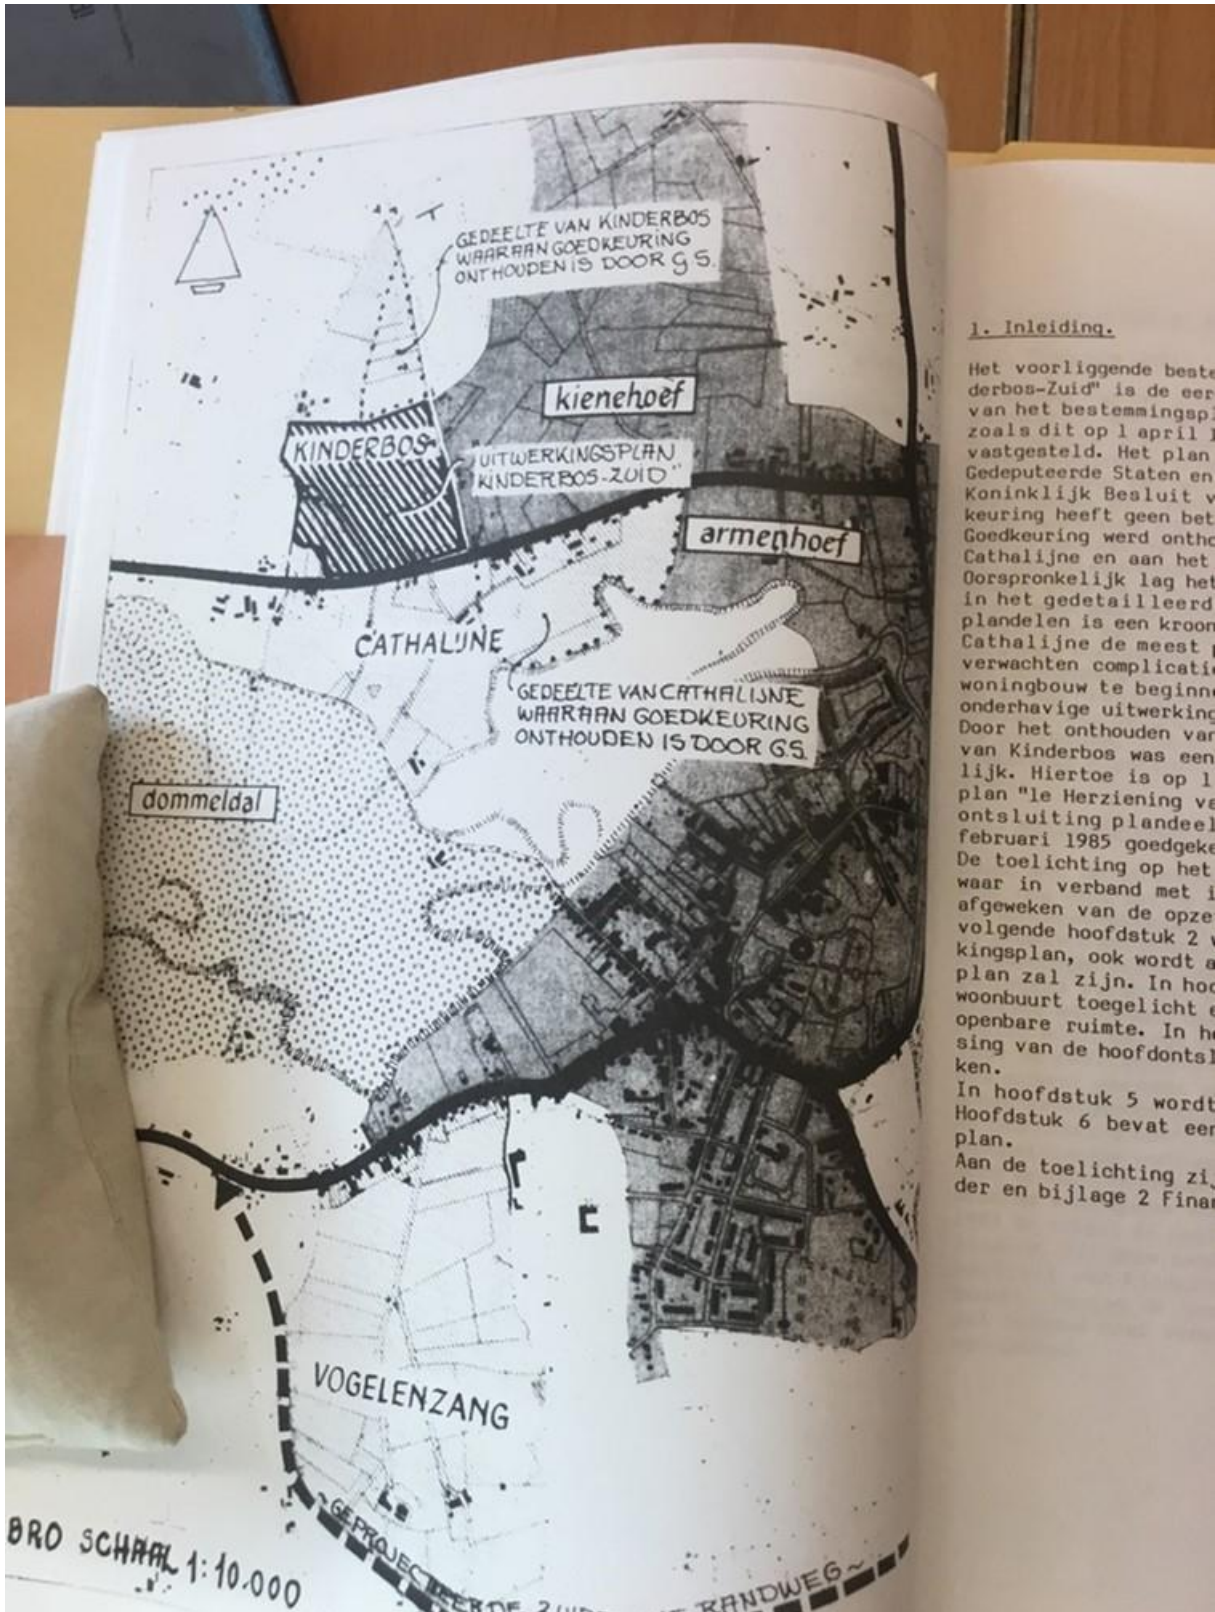 GEDEELTE VAN KINDERBOS
WAARAAN GOEDKEURING
ONTHOUDEN IS DOOR G S.
kienehoef
KINDERBOS
"UITWERKINGSPLAN
KINDERBOS-ZUID"
armenhoef
CATHALIJNE
GEDEELTE VAN CATHALIJNE
WAARAAN GOEDKEURING
ONTHOUDEN IS DOOR G.S.
dommeldal
VOGELENZANG
~GEPROJECTEERDE RANDWEG~
BRO SCHAAL 1:10.000
1. Inleiding.
Het voorliggende beste
derbos-Zuid" is de eer
van het bestemmingspl
zoals dit op 1 april 1
vastgesteld. Het plan
Gedeputeerde Staten en
Koninklijk Besluit v
keuring heeft geen bet
Goedkeuring werd ontho
Cathalijne en aan het
Oorspronkelijk lag het
in het gedetailleerd
plandelen is een kroon
Cathalijne de meest p
verwachten complicatie
woningbouw te beginne
onderhavige uitwerking
Door het onthouden van
van Kinderbos was een
lijk. Hiertoe is op 1
plan "le Herziening va
ontsluiting plandeel
februari 1985 goedgeke
De toelichting op het
waar in verband met i
afgeweken van de opze
volgende hoofdstuk 2 w
kingsplan, ook wordt a
plan zal zijn. In hoo
woonbuurt toegelicht e
openbare ruimte. In he
sing van de hoofdontsl
ken.
In hoofdstuk 5 wordt
Hoofdstuk 6 bevat een
plan.
Aan de toelichting zij
der en bijlage 2 Finan